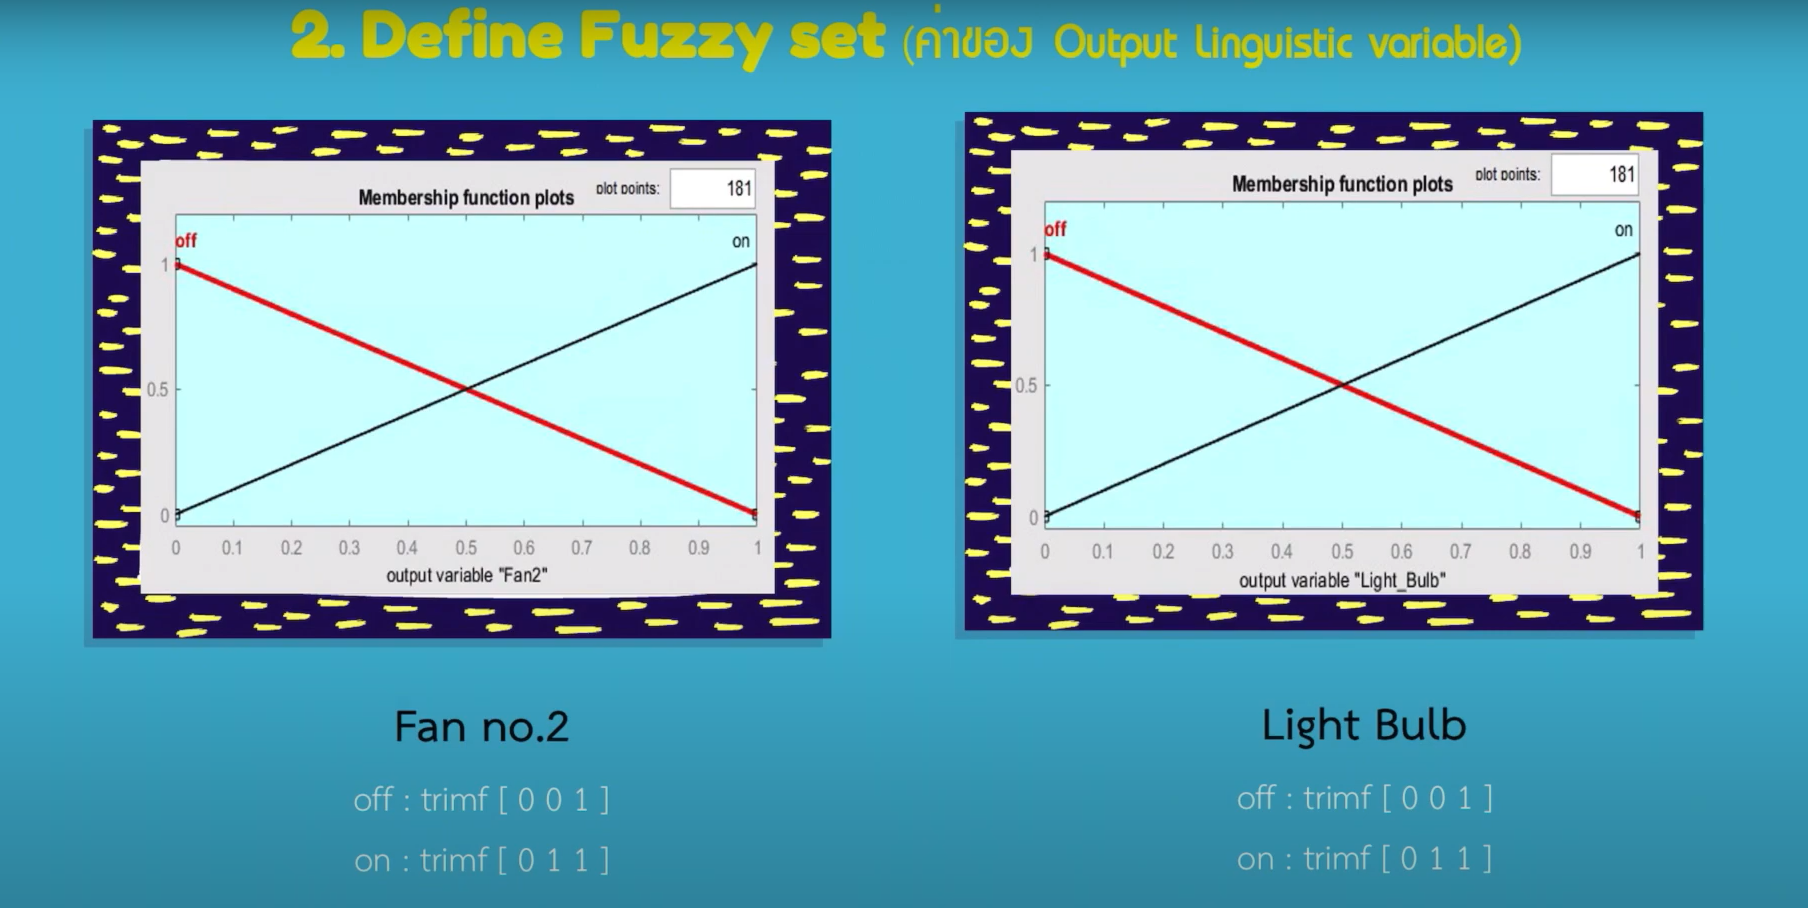 2. Define Fuzzy set (ค่าของ Output Linguistic variable)
Membership function plots plot points: 181
off on
1
0.5
0
0 0.1 0.2 0.3 0.4 0.5 0.6 0.7 0.8 0.9 1
output variable "Fan2"
Fan no.2
off : trimf [ 0 0 1 ]
on : trimf [ 0 1 1 ]
Membership function plots plot points: 181
off on
1
0.5
0
0 0.1 0.2 0.3 0.4 0.5 0.6 0.7 0.8 0.9 1
output variable "Light_Bulb"
Light Bulb
off : trimf [ 0 0 1 ]
on : trimf [ 0 1 1 ]